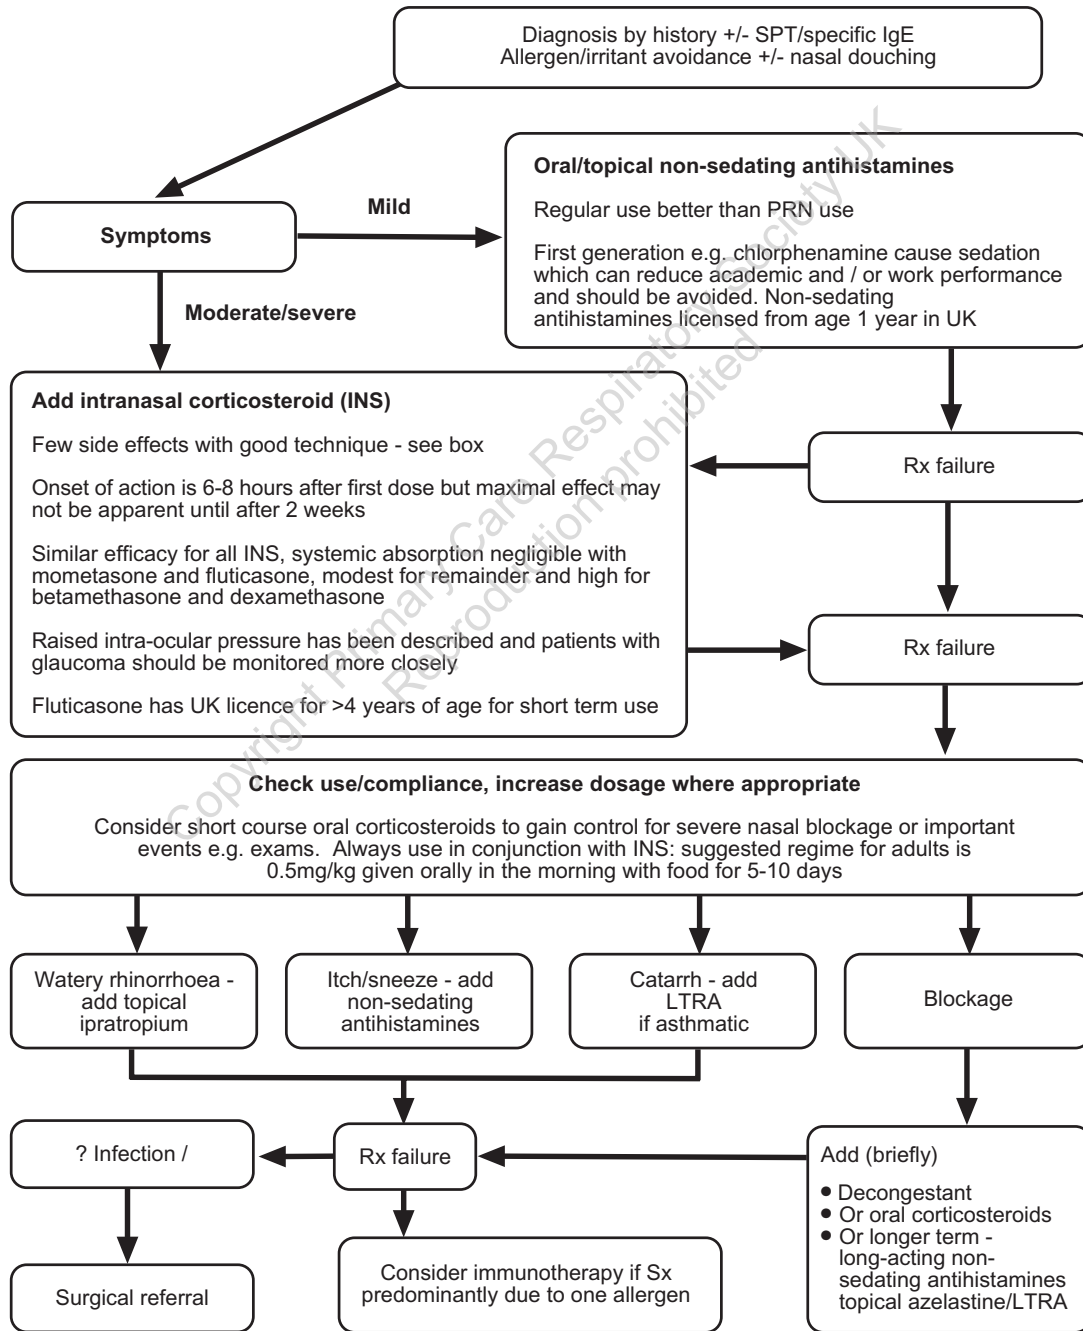 Diagnosis by history +/- SPT/specific IgE
Allergen/irritant avoidance +/- nasal douching
Symptoms
Mild
Moderate/severe
Oral/topical non-sedating antihistamines
Regular use better than PRN use
First generation e.g. chlorphenamine cause sedation
which can reduce academic and / or work performance
and should be avoided. Non-sedating
antihistamines licensed from age 1 year in UK
Add intranasal corticosteroid (INS)
Few side effects with good technique - see box
Onset of action is 6-8 hours after first dose but maximal effect may
not be apparent until after 2 weeks
Similar efficacy for all INS, systemic absorption negligible with
mometasone and fluticasone, modest for remainder and high for
betamethasone and dexamethasone
Raised intra-ocular pressure has been described and patients with
glaucoma should be monitored more closely
Fluticasone has UK licence for >4 years of age for short term use
Rx failure
Rx failure
Check use/compliance, increase dosage where appropriate
Consider short course oral corticosteroids to gain control for severe nasal blockage or important
events e.g. exams. Always use in conjunction with INS: suggested regime for adults is
0.5mg/kg given orally in the morning with food for 5-10 days
Watery rhinorrhoea -
add topical
ipratropium
Itch/sneeze - add
non-sedating
antihistamines
Catarrh - add
LTRA
if asthmatic
Blockage
? Infection /
Rx failure
Add (briefly)
● Decongestant
● Or oral corticosteroids
● Or longer term -
long-acting non-
sedating antihistamines
topical azelastine/LTRA
Surgical referral
Consider immunotherapy if Sx
predominantly due to one allergen
Copyright Primary Care Respiratory Society UK
Reproduction prohibited